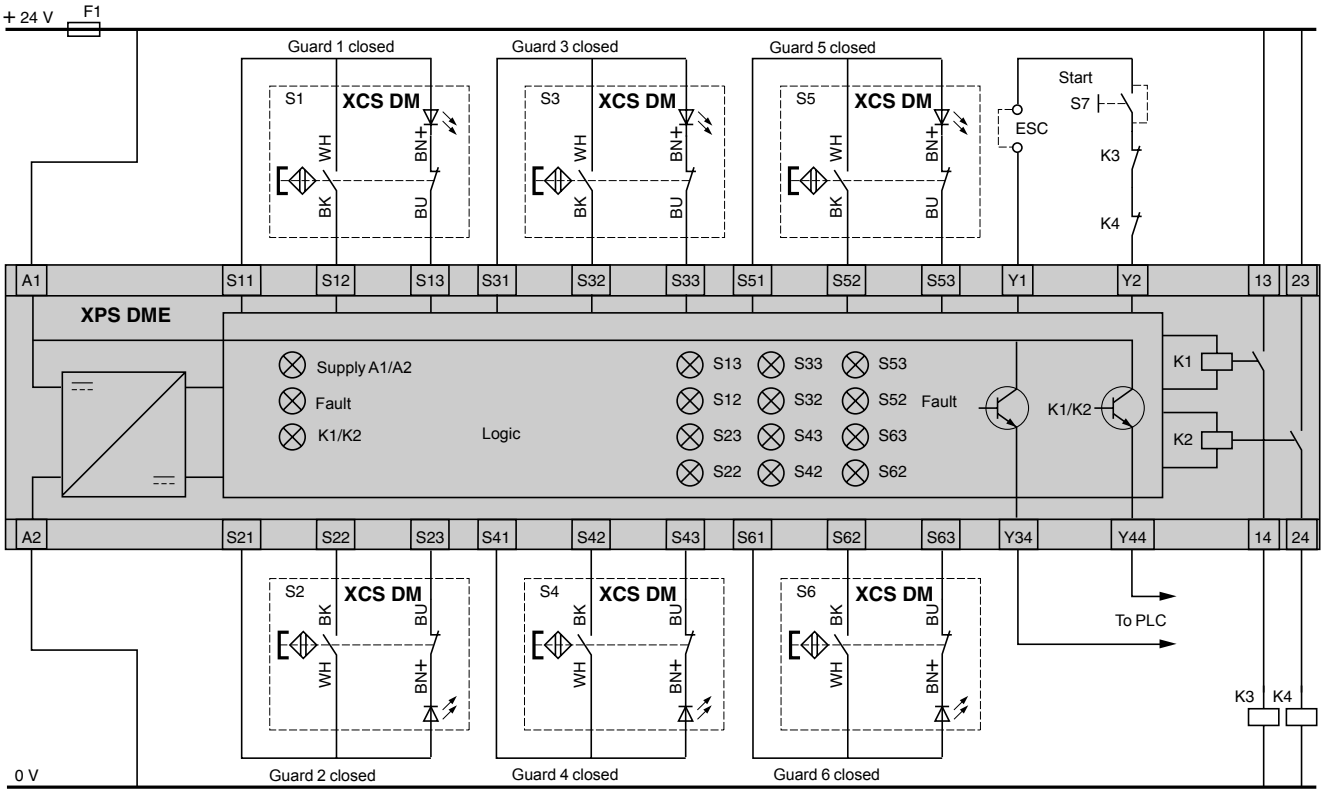 + 24 V F1
Guard 1 closed Guard 3 closed Guard 5 closed
S1 XCS DM S3 XCS DM S5 XCS DM Start
S7
ESC
WH BN+ WH BN+ WH BN+
K3
BK BU BK BU BK BU
K4
A1 S11 S12 S13 S31 S32 S33 S51 S52 S53 Y1 Y2 13 23
XPS DME
Supply A1/A2 S13 S33 S53 K1
Fault S12 S32 S52 Fault K1/K2
K1/K2 Logic S23 S43 S63 K2
S22 S42 S62
A2 S21 S22 S23 S41 S42 S43 S61 S62 S63 Y34 Y44 14 24
S2 XCS DM S4 XCS DM S6 XCS DM
BK BU BK BU BK BU
To PLC
WH BN+ WH BN+ WH BN+
K3 K4
0 V Guard 2 closed Guard 4 closed Guard 6 closed